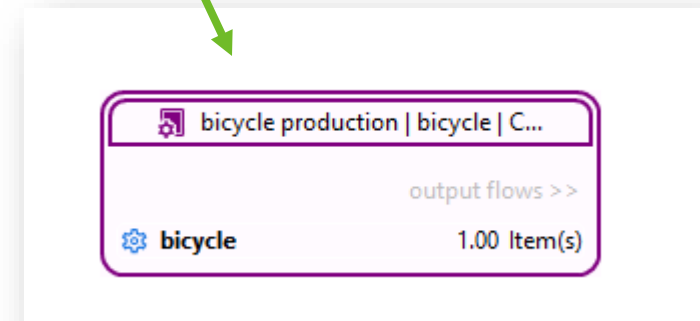 bicycle production | bicycle | C...
output flows >>
bicycle 1.00 Item(s)